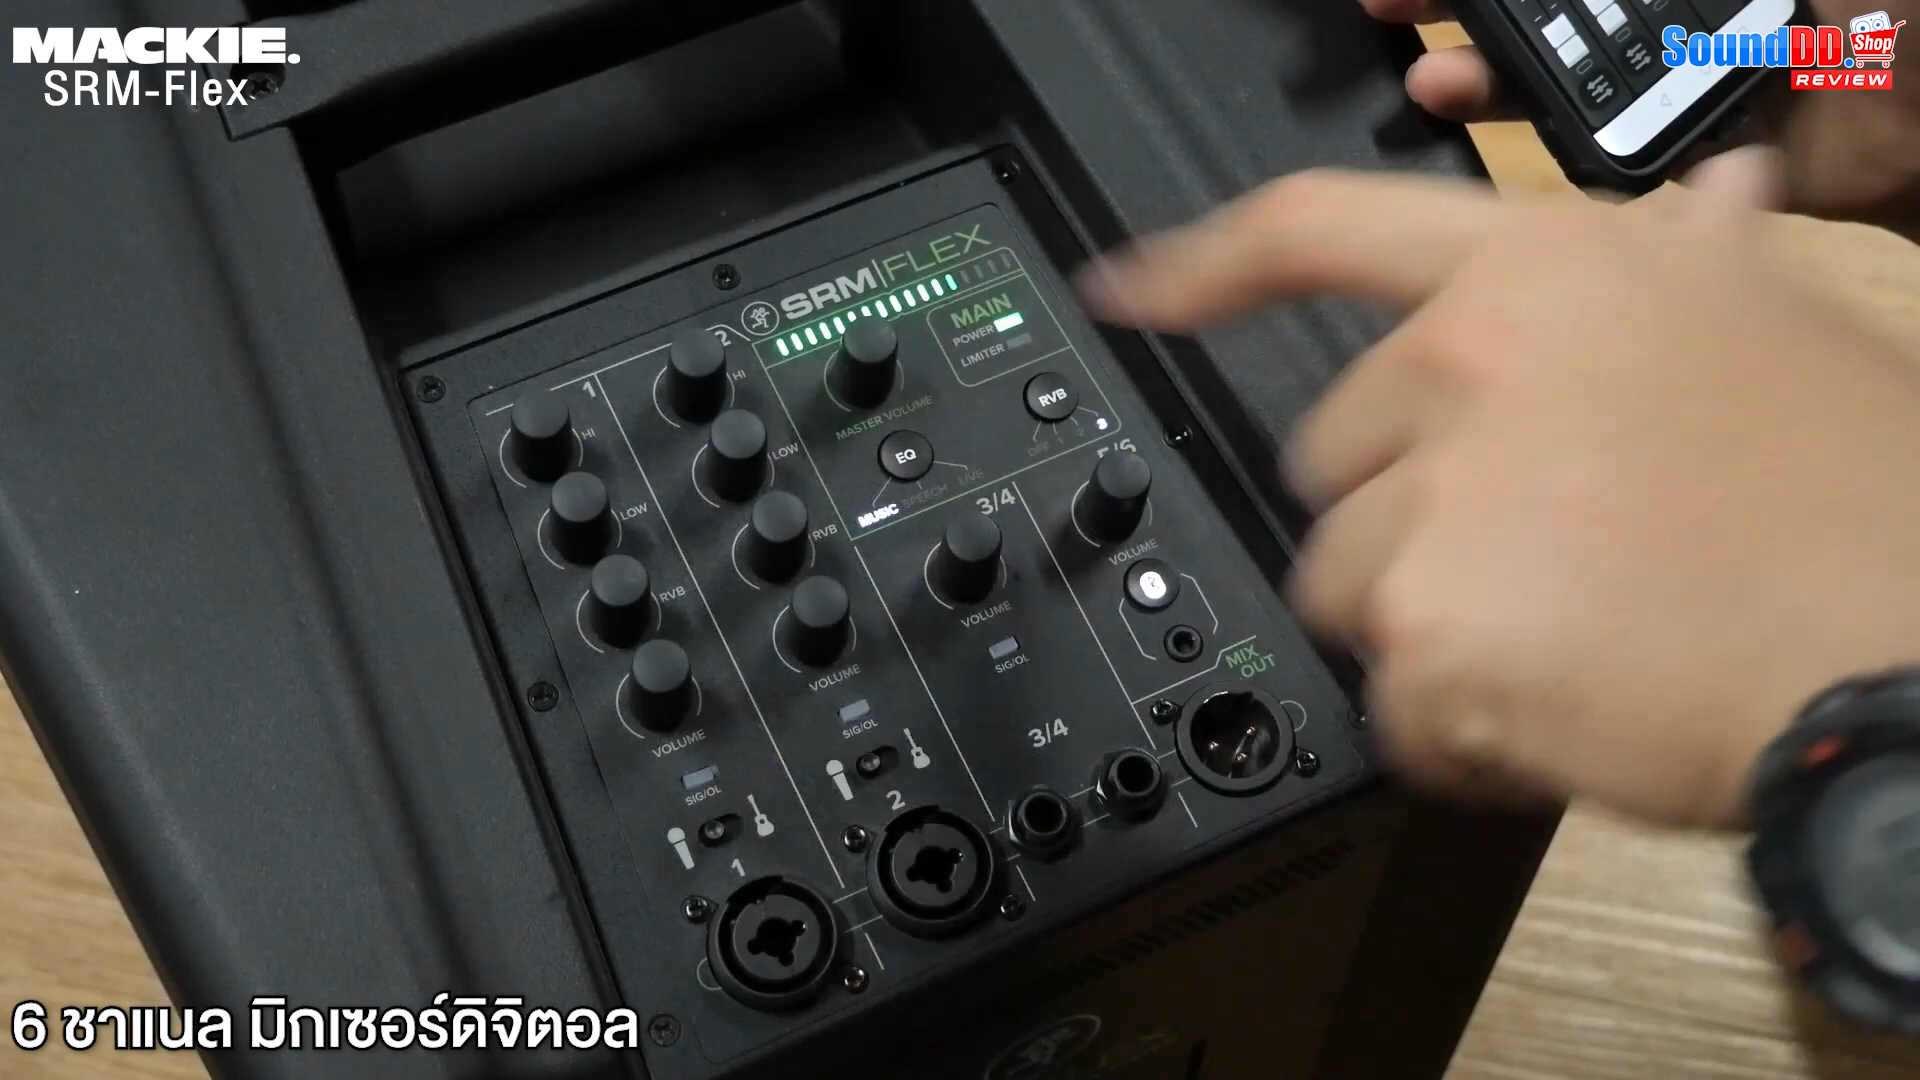 MACKIE.
SRM-Flex
SoundDD.Shop
REVIEW
SRM FLEX
MAIN
POWER
LIMITER
MASTER VOLUME
RVB
OFF 1 2 3
EQ
MUSIC SPEECH LIVE
1
HI
LOW
RVB
VOLUME
SIG/OL
1
2
HI
LOW
RVB
VOLUME
SIG/OL
2
3/4
VOLUME
SIG/OL
3/4
5/6
VOLUME
MIX
OUT
6 ชาแนล มิกเซอร์ดิจิตอล